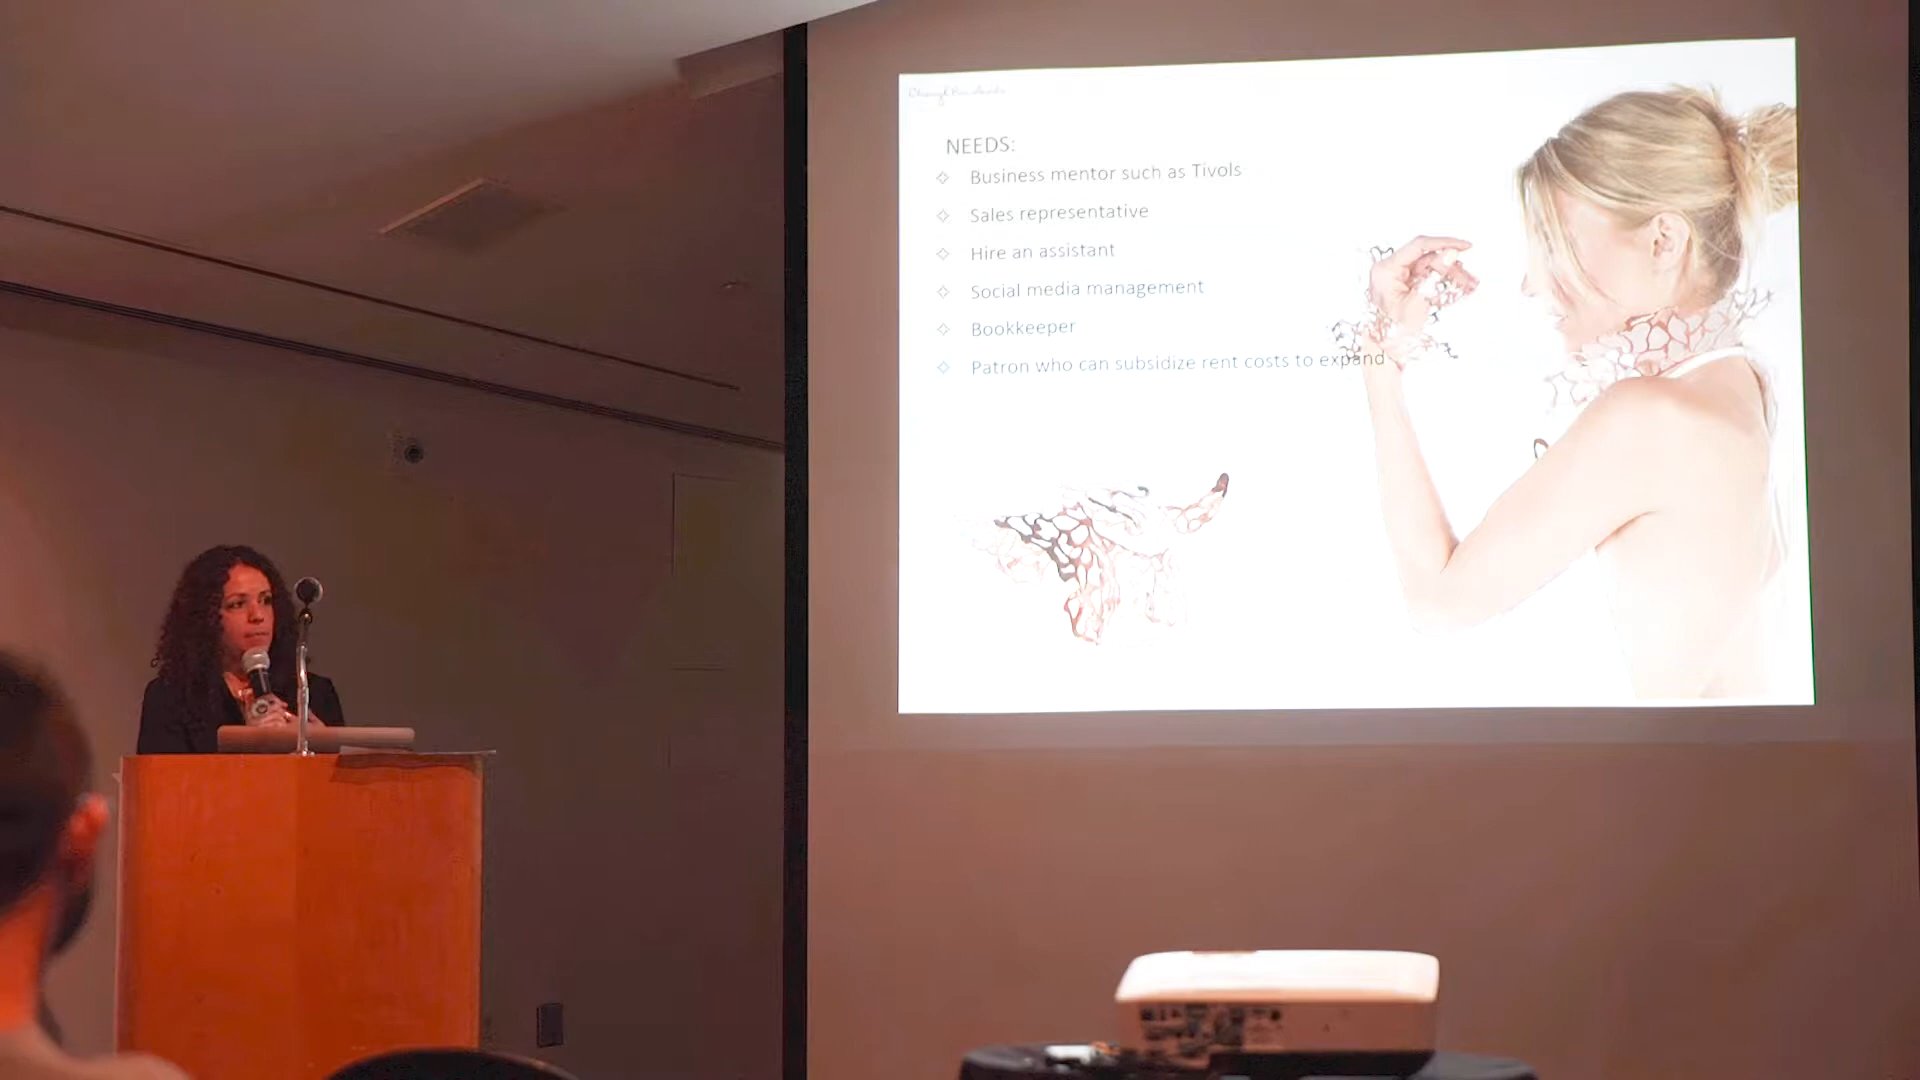 NEEDS:
Business mentor such as Tivols
Sales representative
Hire an assistant
Social media management
Bookkeeper
Patron who can subsidize rent costs to expand